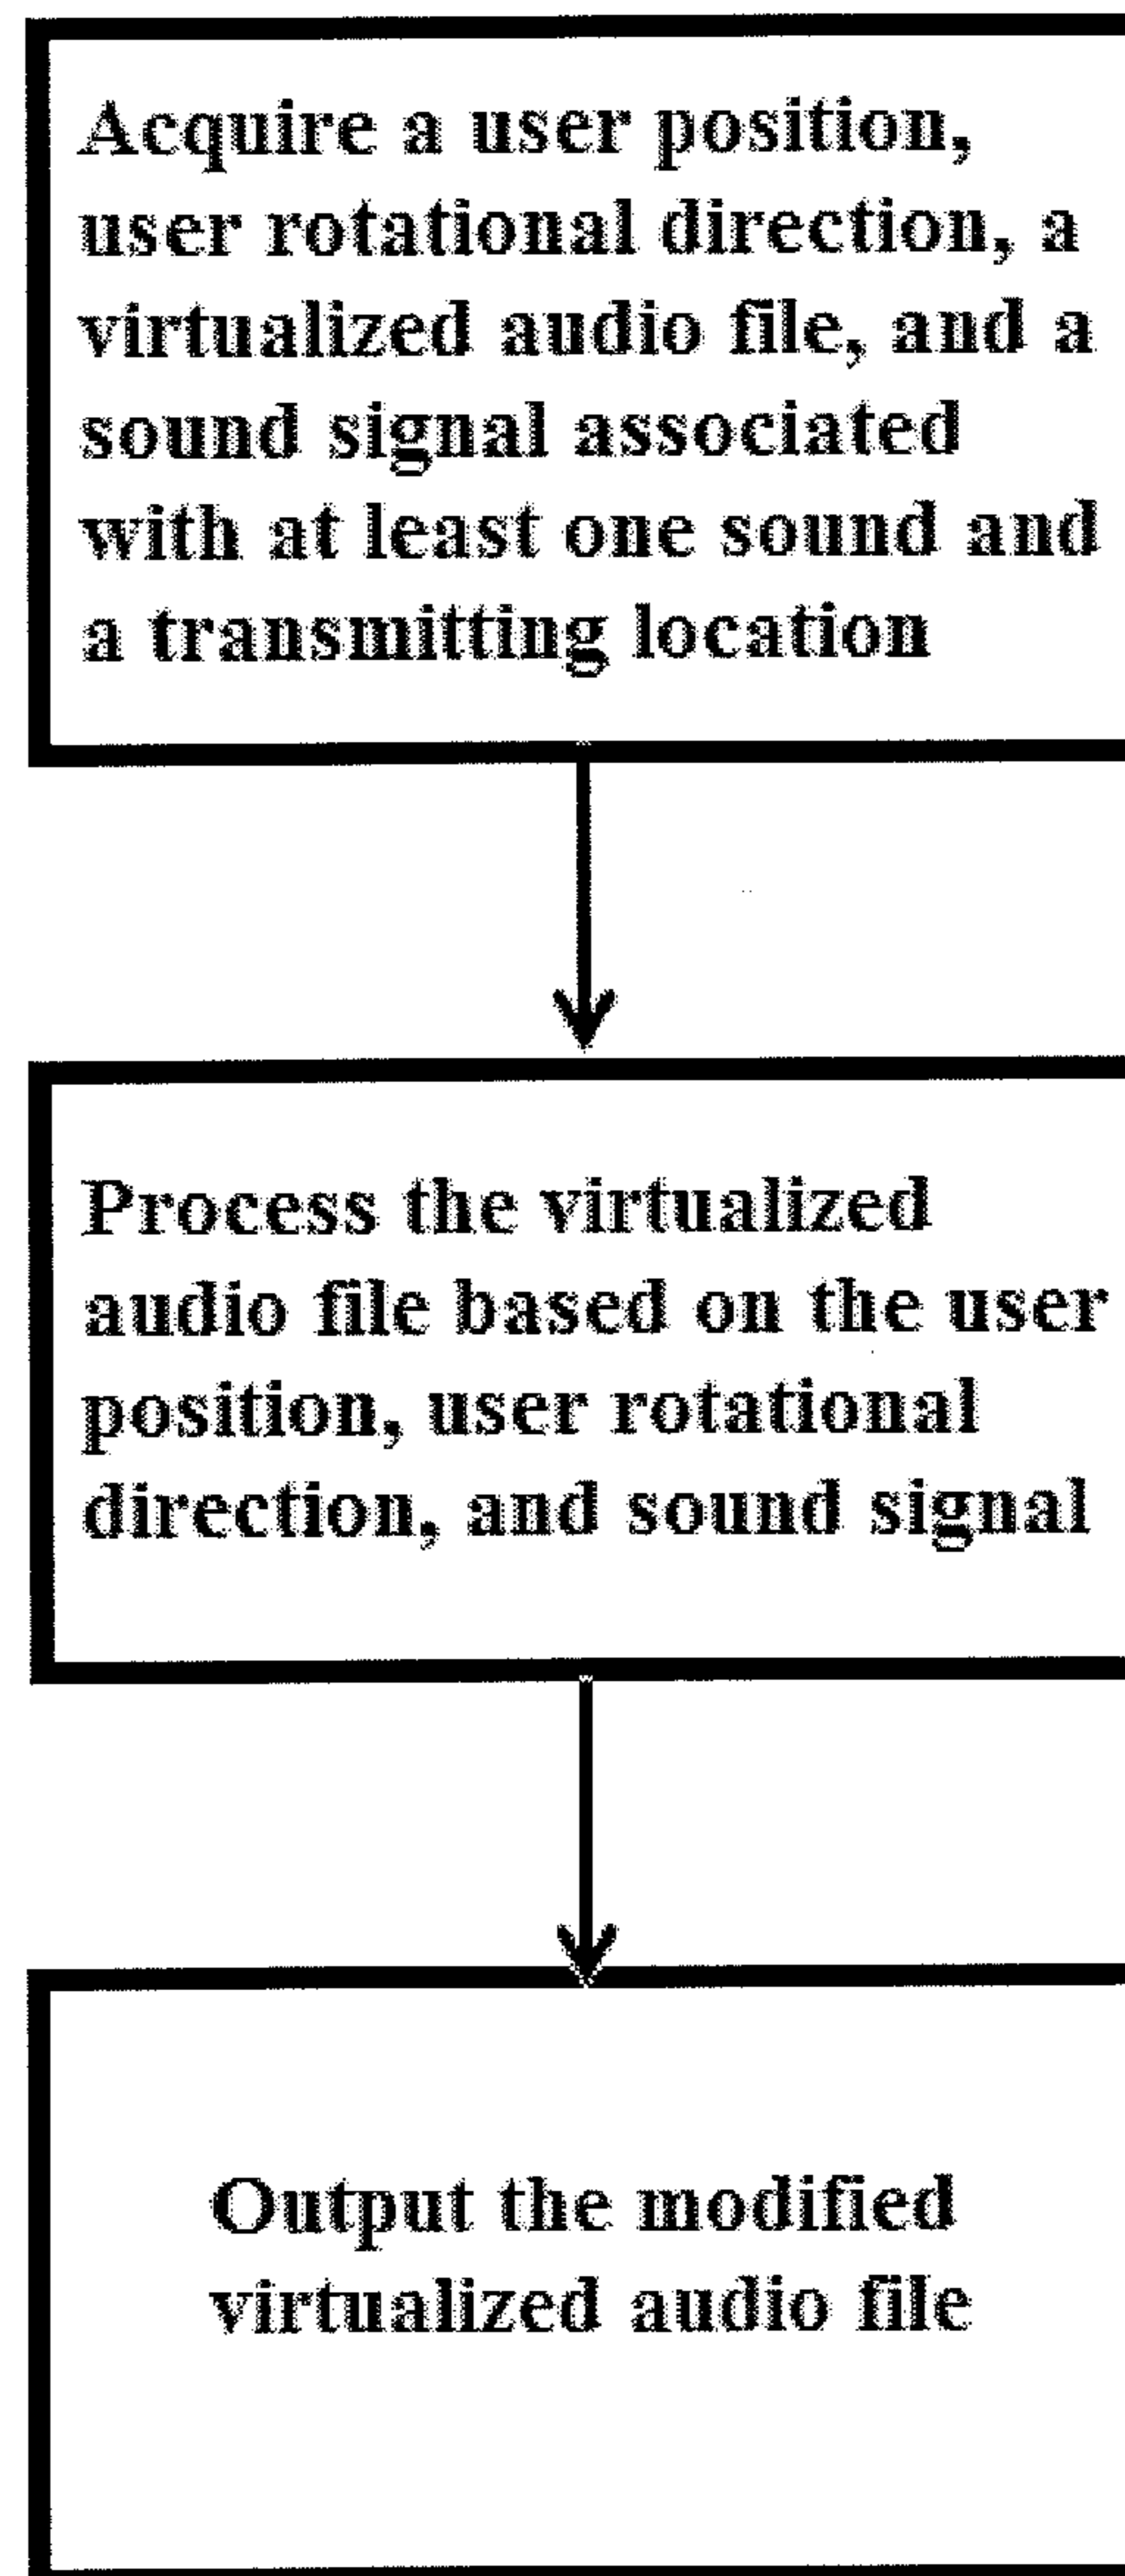 Acquire a user position,
user rotational direction, a
virtualized audio file, and a
sound signal associated
with at least one sound and
a transmitting location
Process the virtualized
audio file based on the user
position, user rotational
direction, and sound signal
Output the modified
virtualized audio file